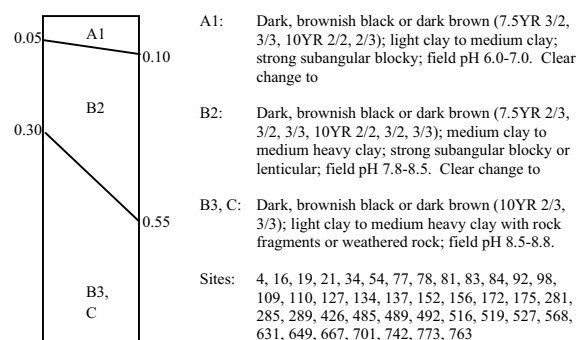 0.05
A1
0.10
B2
0.30
0.55
B3,
C
A1: Dark, brownish black or dark brown (7.5YR 3/2,
3/3, 10YR 2/2, 2/3); light clay to medium clay;
strong subangular blocky; field pH 6.0-7.0. Clear
change to
B2: Dark, brownish black or dark brown (7.5YR 2/3,
3/2, 3/3, 10YR 2/2, 3/2, 3/3); medium clay to
medium heavy clay; strong subangular blocky or
lenticular; field pH 7.8-8.5. Clear change to
B3, C: Dark, brownish black or dark brown (10YR 2/3,
3/3); light clay to medium heavy clay with rock
fragments or weathered rock; field pH 8.5-8.8.
Sites: 4, 16, 19, 21, 34, 54, 77, 78, 81, 83, 84, 92, 98,
109, 110, 127, 134, 137, 152, 156, 172, 175, 281,
285, 289, 426, 485, 489, 492, 516, 519, 527, 568,
631, 649, 667, 701, 742, 773, 763